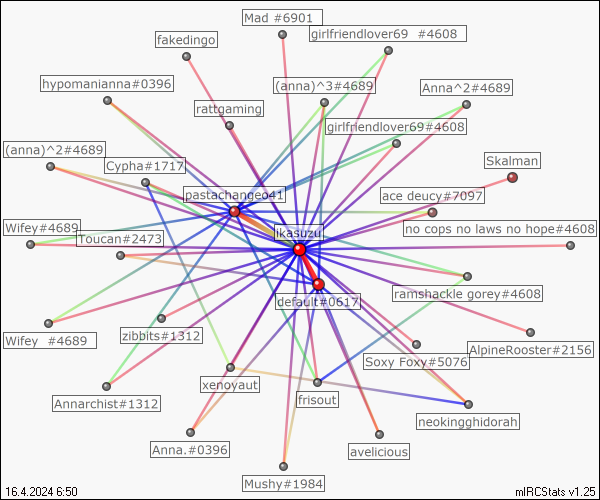 Mad #6901
girlfriendlover69 #4608
fakedingo
hypomanianna#0396
(anna)^3#4689
Anna^2#4689
rattgaming
girlfriendlover69#4608
(anna)^2#4689
Cypha#1717
Skalman
pastachange041
ace deucy#7097
Wifey#4689
Toucan#2473
ikasuzu
no cops no laws no hope#4608
default#0617
ramshackle gorey#4608
Wifey #4689
zibbits#1312
Soxy Foxy#5076
AlpineRooster#2156
xenoyaut
Annarchist#1312
frisout
neokingghidorah
Anna.#0396
avelicious
Mushy#1984
16.4.2024 6:50
mIRCStats v1.25